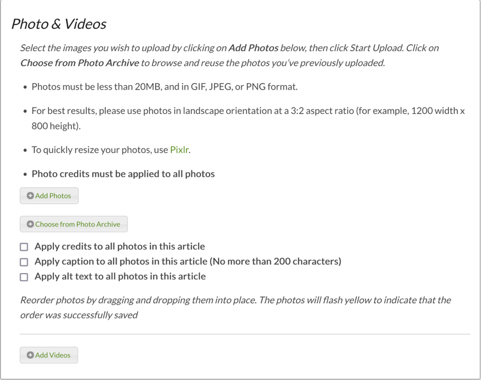 Photo & Videos
Select the images you wish to upload by clicking on Add Photos below, then click Start Upload. Click on
Choose from Photo Archive to browse and reuse the photos you've previously uploaded.
• Photos must be less than 20MB, and in GIF, JPEG, or PNG format.
• For best results, please use photos in landscape orientation at a 3:2 aspect ratio (for example, 1200 width x
800 height).
• To quickly resize your photos, use Pixlr.
• Photo credits must be applied to all photos
Add Photos
Choose from Photo Archive
Apply credits to all photos in this article
Apply caption to all photos in this article (No more than 200 characters)
Apply alt text to all photos in this article
Reorder photos by dragging and dropping them into place. The photos will flash yellow to indicate that the
order was successfully saved
Add Videos